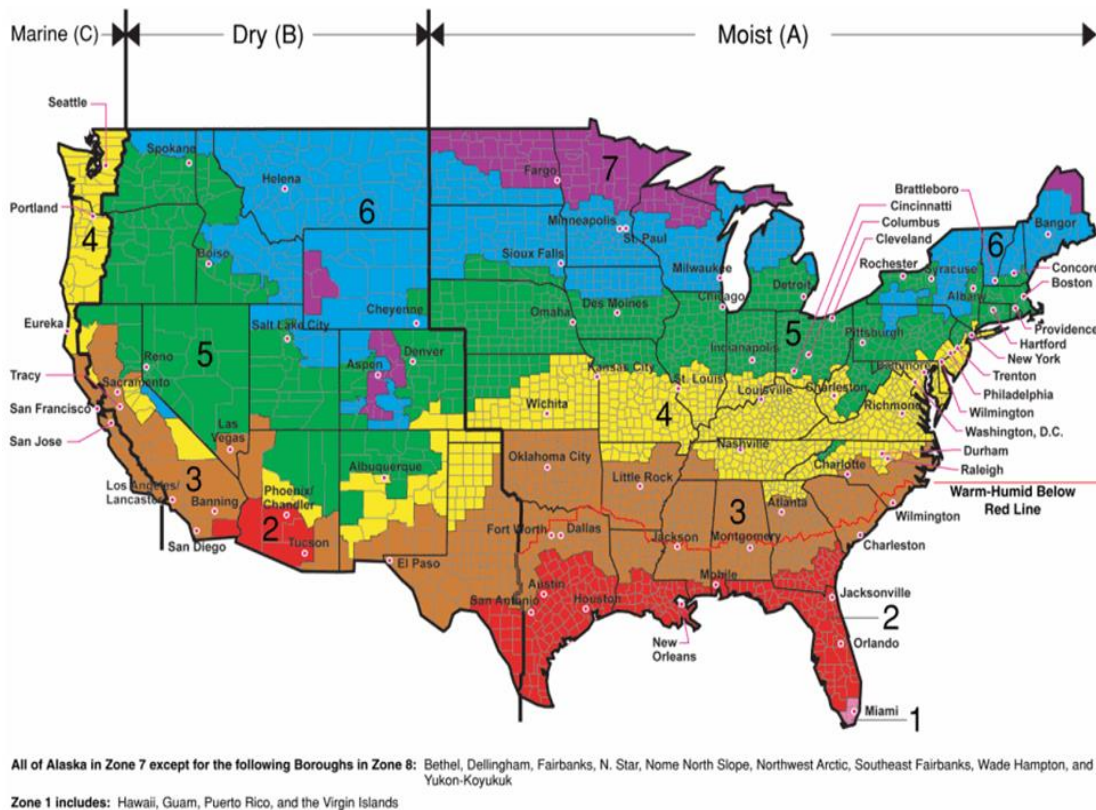 Marine (C)
Dry (B)
Moist (A)
Seattle
Spokane
Helena
Fargo
7
Brattleboro
Cincinnatti
Columbus
Cleveland
Portland
4
6
Minneapolis
St. Paul
Rochester
Syracuse
6
Bangor
Boise
Sioux Falls
Milwaukee
Detroit
Albany
Concord
Boston
Cheyenne
Chicago
Eureka
Salt Lake City
Omaha
Des Moines
5
Pittsburgh
Providence
Hartford
New York
Reno
5
Aspen
Denver
Indianapolis
Trenton
Tracy
Sacramento
Kansas City
St. Louis
Louisville
Charleston
Baltimore
Philadelphia
San Francisco
Wichita
4
Richmond
Wilmington
San Jose
Las
Vegas
Washington, D.C.
Nashville
Durham
Albuquerque
Oklahoma City
Charlotte
Raleigh
3
Los Angeles/
Lancaster
Banning
Phoenix/
Chandler
Little Rock
Atlanta
3
Warm-Humid Below
Red Line
2
Fort Worth
Dallas
Wilmington
San Diego
Tucson
El Paso
Jackson
Montgomery
Charleston
Austin
Mobile
San Antonio
Houston
Jacksonville
2
New
Orleans
Orlando
Miami
1
All of Alaska in Zone 7 except for the following Boroughs in Zone 8: Bethel, Dellingham, Fairbanks, N. Star, Nome North Slope, Northwest Arctic, Southeast Fairbanks, Wade Hampton, and
Yukon-Koyukuk
Zone 1 includes: Hawaii, Guam, Puerto Rico, and the Virgin Islands